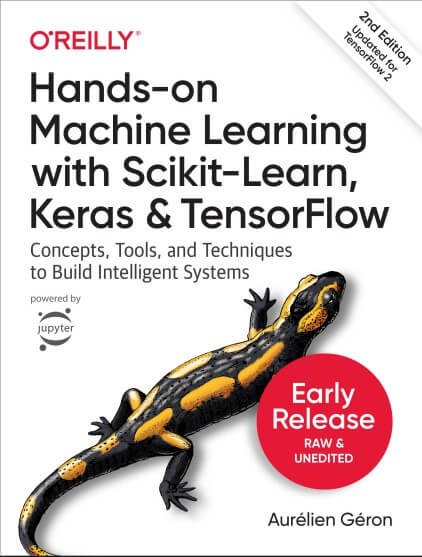 O'REILLY®
2nd Edition
Updated for
TensorFlow 2
Hands-on
Machine Learning
with Scikit-Learn,
Keras & TensorFlow
Concepts, Tools, and Techniques
to Build Intelligent Systems
powered by
jupyter
Early
Release
RAW &
UNEDITED
Aurélien Géron